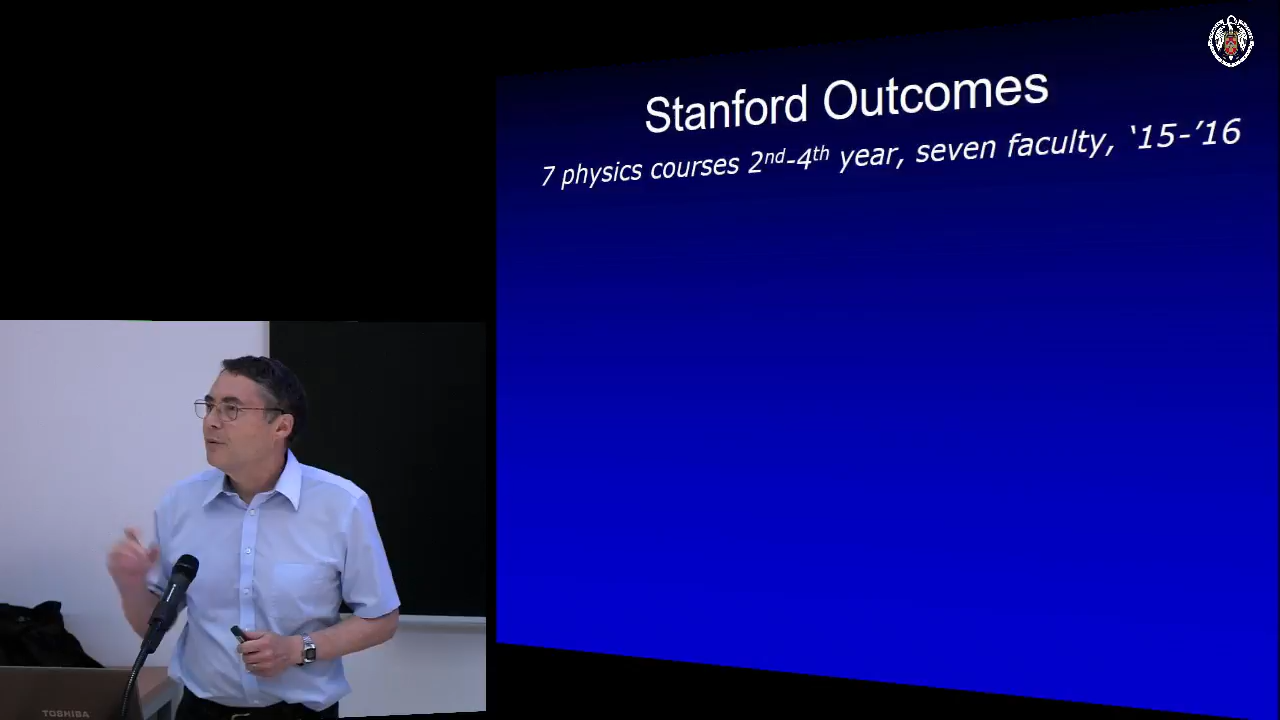 Stanford Outcomes
7 physics courses 2nd-4th year, seven faculty, ‘15-’16
TOSHIBA